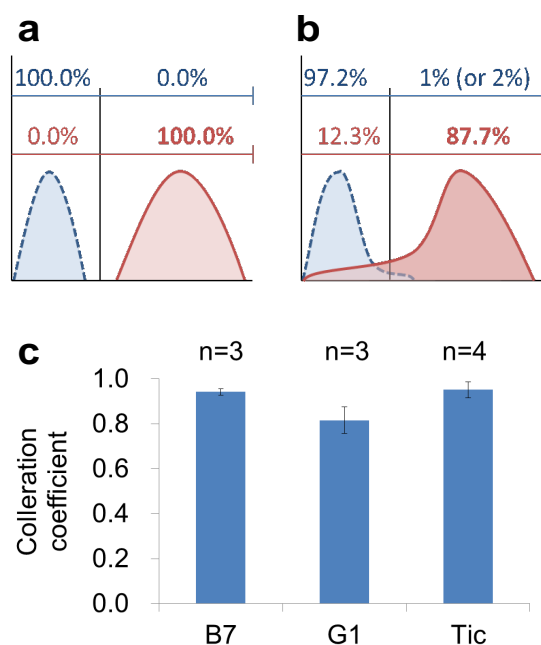 a
100.0% 0.0%
0.0% 100.0%
b
97.2% 1% (or 2%)
12.3% 87.7%
c
n=3 n=3 n=4
Colleration
coefficient
1.0
0.8
0.6
0.4
0.2
0.0
B7 G1 Tic